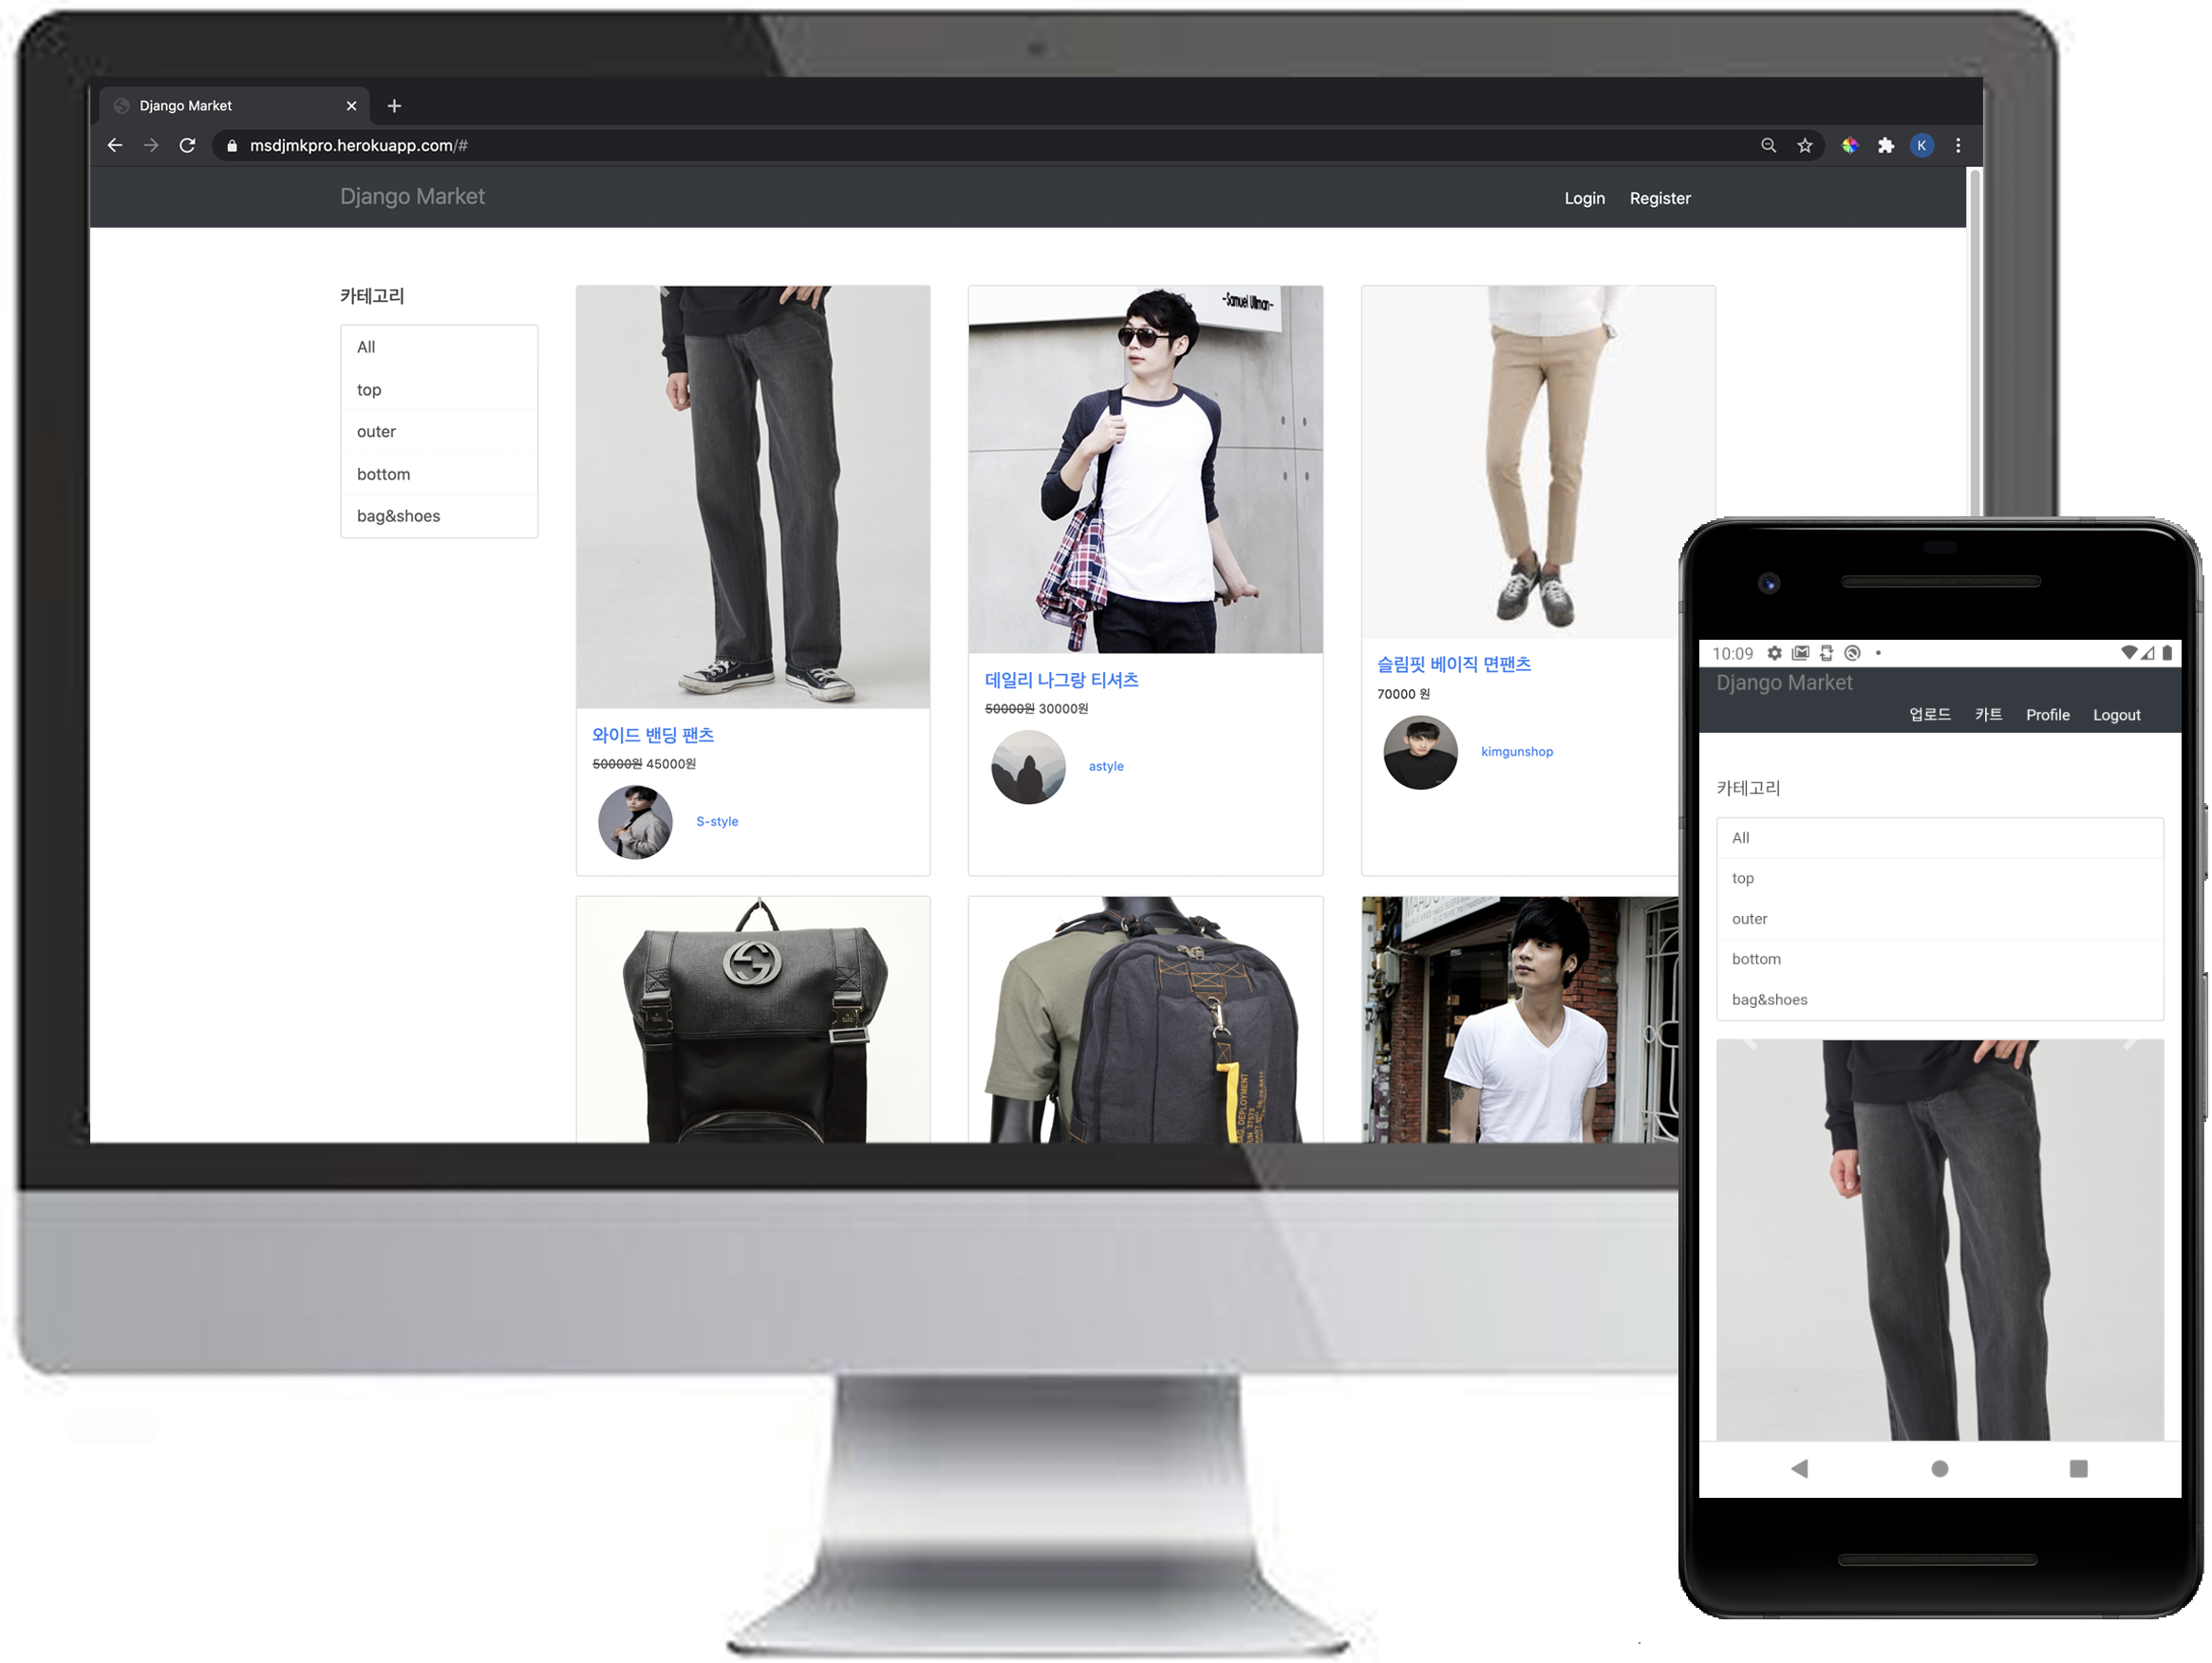 Django Market
msdjmkpro.herokuapp.com/#
K
Django Market
Login Register
카테고리
All
top
outer
bottom
bag&shoes
-Samuel Ullman-
와이드 밴딩 팬츠
50000원 45000원
S-style
데일리 나그랑 티셔츠
50000원 30000원
astyle
슬림핏 베이직 면팬츠
70000 원
kimgunshop
BAG, DEPLOYMENT
10:09
Django Market
업로드 카트 Profile Logout
카테고리
All
top
outer
bottom
bag&shoes